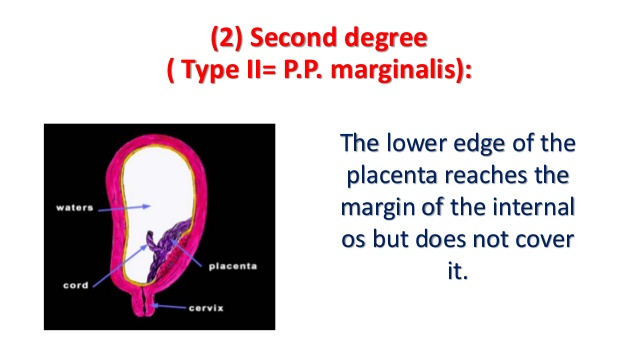 (2) Second degree
( Type II= P.P. marginalis):
The lower edge of the
placenta reaches the
margin of the internal
os but does not cover
it.
waters
placenta
cord
cervix